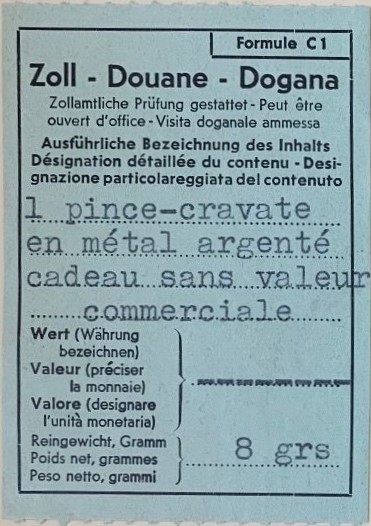 Formule C1
Zoll - Douane - Dogana
Zollamtliche Prüfung gestattet - Peut être
ouvert d'office - Visita doganale ammessa
Ausführliche Bezeichnung des Inhalts
Désignation détaillée du contenu - Desi-
gnazione particolareggiata del contenuto
1 pince-cravate
en métal argenté
cadeau sans valeur
commerciale
Wert (Währung
bezeichnen)
Valeur (préciser
la monnaie)
Valore (designare
l'unità monetaria)
Reingewicht, Gramm
Poids net, grammes
Peso netto, grammi
8 grs